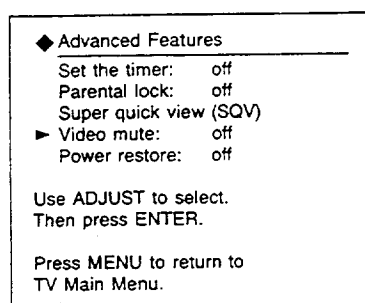 Advanced Features
Set the timer: off
Parental lock: off
Super quick view (SQV)
Video mute: off
Power restore: off
Use ADJUST to select.
Then press ENTER.
Press MENU to return to
TV Main Menu.